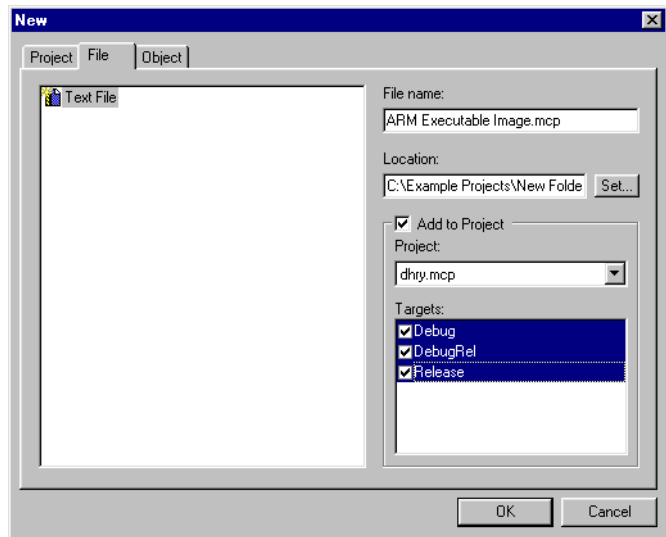 New
Project File Object
Text File
File name:
ARM Executable Image.mcp
Location:
C:\Example Projects\New Folde Set...
Add to Project
Project:
dhry.mcp
Targets:
Debug
DebugRel
Release
OK Cancel